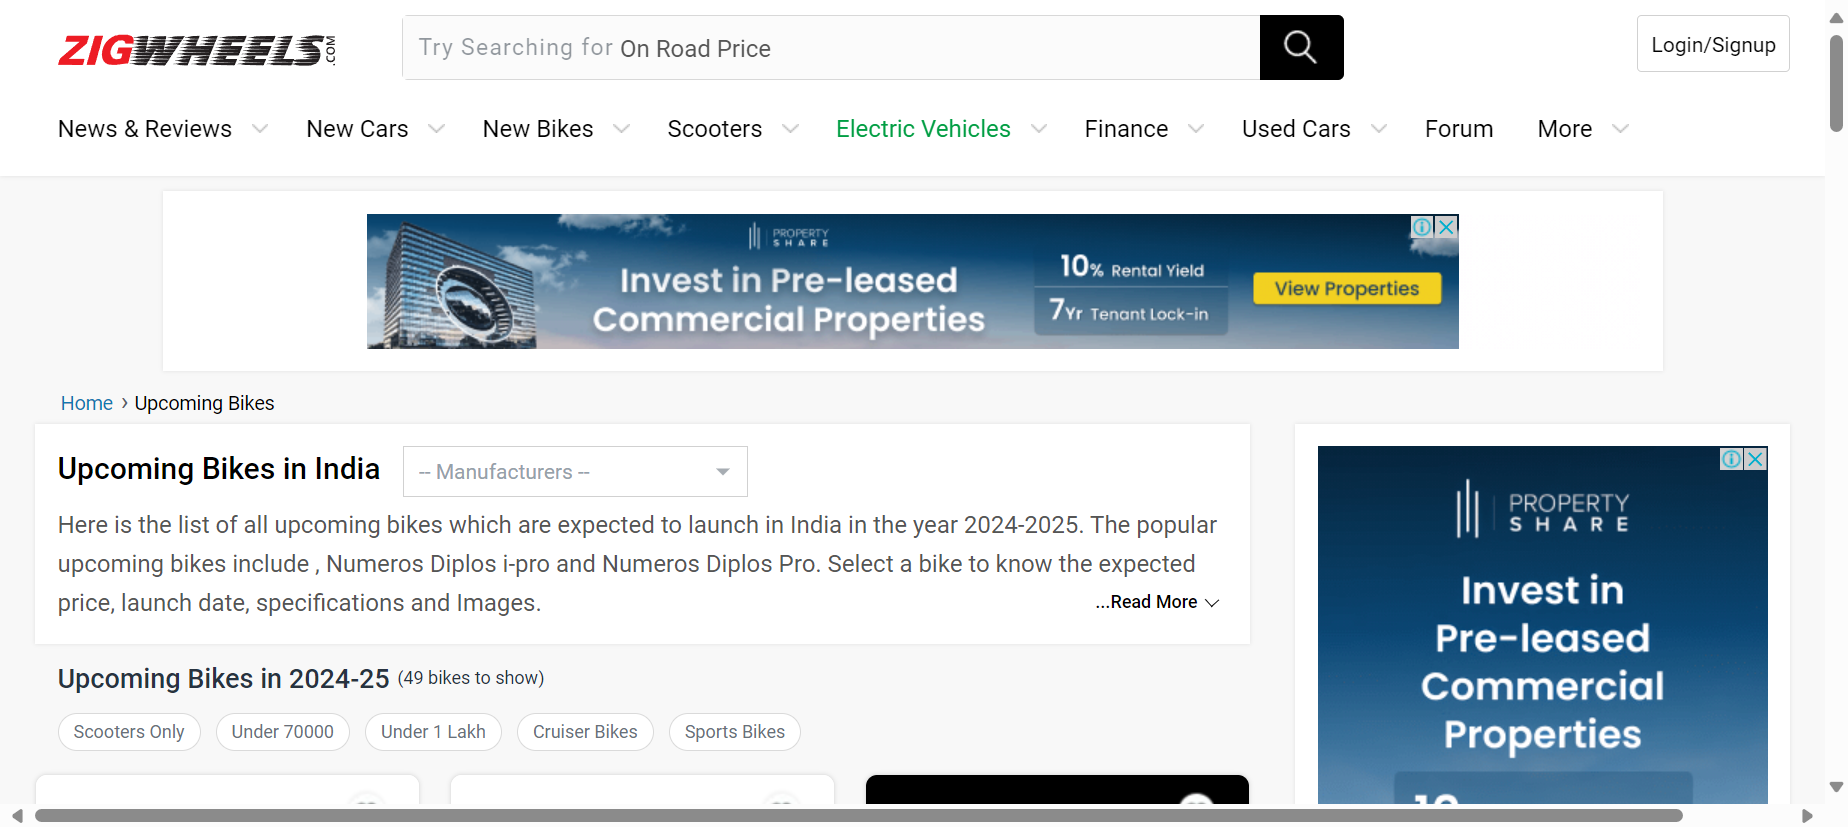 ZIGWHEELS.COM
Try Searching for On Road Price
Login/Signup
News & Reviews
New Cars
New Bikes
Scooters
Electric Vehicles
Finance
Used Cars
Forum
More
PROPERTY
SHARE
Invest in Pre-leased
Commercial Properties
10% Rental Yield
7Yr Tenant Lock-in
View Properties
Home › Upcoming Bikes
Upcoming Bikes in India
-- Manufacturers --
Here is the list of all upcoming bikes which are expected to launch in India in the year 2024-2025. The popular
upcoming bikes include , Numeros Diplos i-pro and Numeros Diplos Pro. Select a bike to know the expected
price, launch date, specifications and Images.
...Read More
Upcoming Bikes in 2024-25 (49 bikes to show)
Scooters Only
Under 70000
Under 1 Lakh
Cruiser Bikes
Sports Bikes
PROPERTY
SHARE
Invest in
Pre-leased
Commercial
Properties